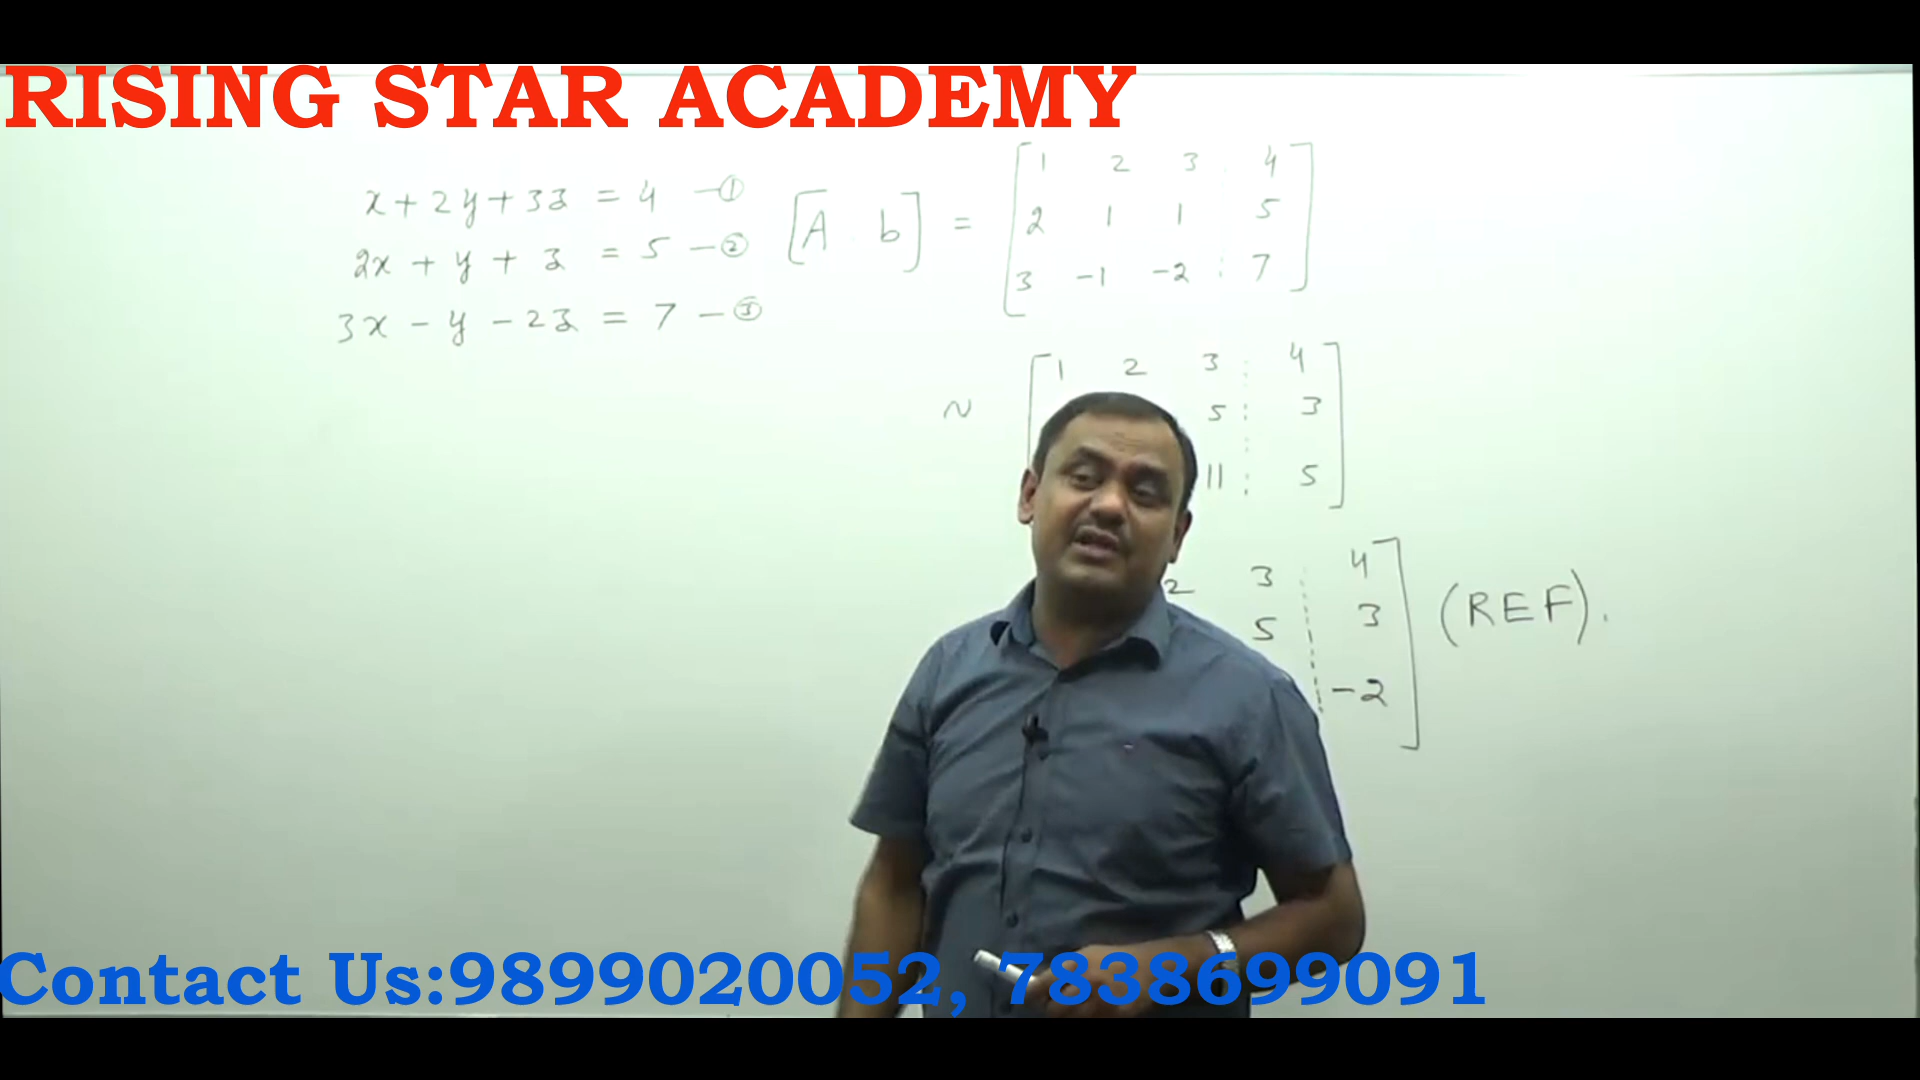 RISING STAR ACADEMY
x + 2y + 3z = 4 — ①
2x + y + z = 5 — ②
3x - y - 2z = 7 — ③
[A : b] = [1 2 3 : 4
2 1 1 5
3 -1 -2 : 7]
~ [1 2 3 : 4
5 : 3
11 : 5]
2 3 : 4
5 : 3
-2] (REF).
Contact Us:9899020052, 7838699091